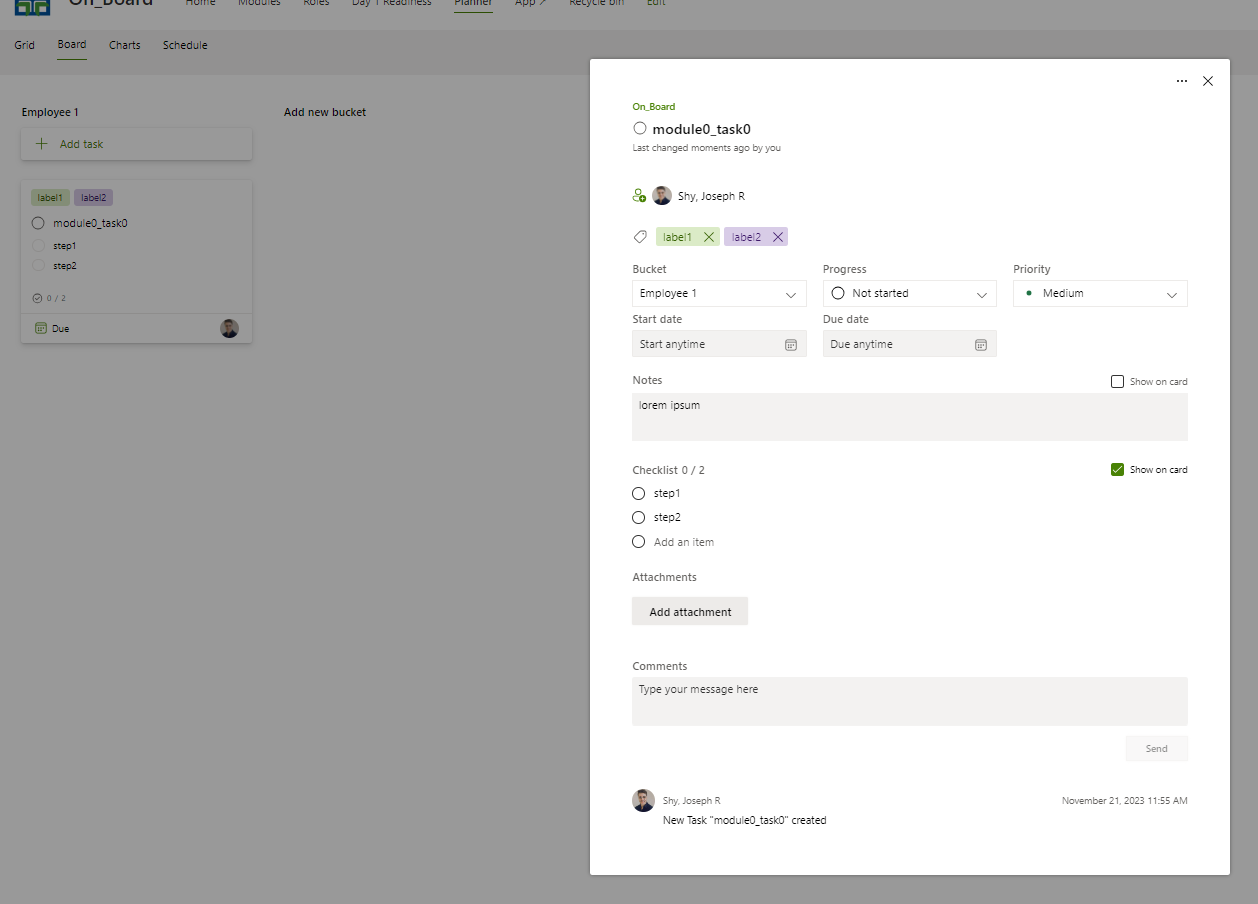 On_Board
Home Modules Roles Day 1 Readiness Planner App Recycle bin Edit
Grid Board Charts Schedule
Employee 1
Add new bucket
Add task
label1 label2
module0_task0
step1
step2
0 / 2
Due
On_Board
module0_task0
Last changed moments ago by you
Shy, Joseph R
label1 label2
Bucket Progress Priority
Employee 1 Not started Medium
Start date Due date
Start anytime Due anytime
Notes Show on card
lorem ipsum
Checklist 0 / 2 Show on card
step1
step2
Add an item
Attachments
Add attachment
Comments
Type your message here
Send
Shy, Joseph R November 21, 2023 11:55 AM
New Task "module0_task0" created